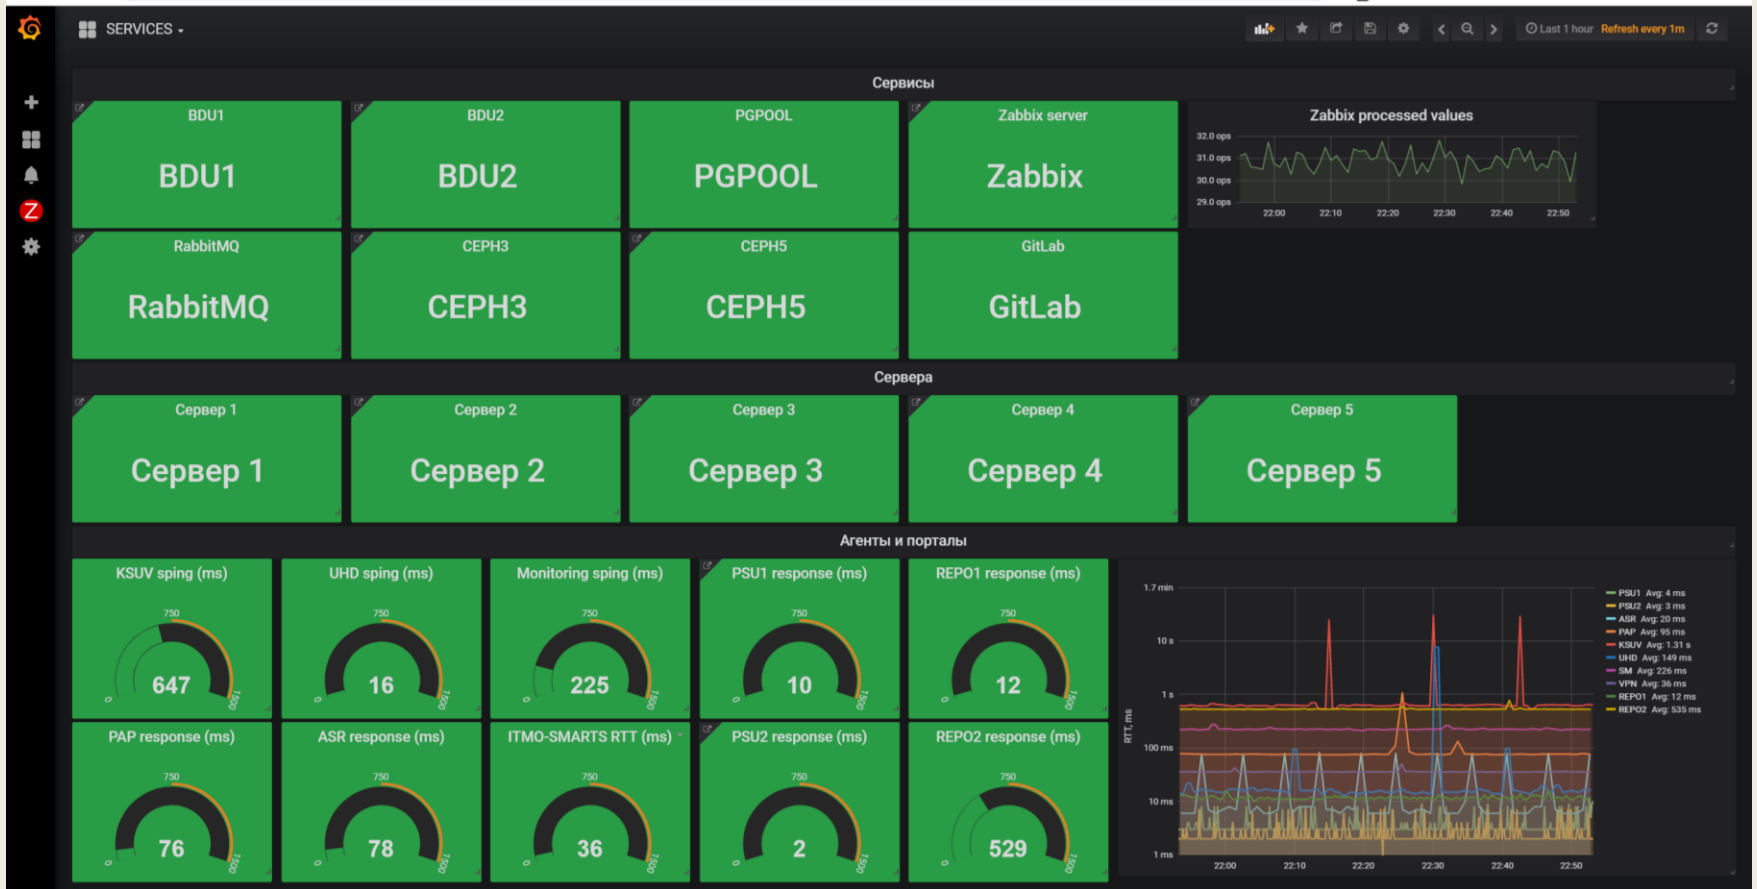 SERVICES
Last 1 hour Refresh every 1m
Сервисы
BDU1
BDU1
BDU2
BDU2
PGPOOL
PGPOOL
Zabbix server
Zabbix
Zabbix processed values
32.0 ops
31.0 ops
30.0 ops
29.0 ops
22:00 22:10 22:20 22:30 22:40 22:50
RabbitMQ
RabbitMQ
CEPH3
CEPH3
CEPH5
CEPH5
GitLab
GitLab
Сервера
Сервер 1
Сервер 1
Сервер 2
Сервер 2
Сервер 3
Сервер 3
Сервер 4
Сервер 4
Сервер 5
Сервер 5
Агенты и порталы
KSUV sping (ms)
0 750 1500
647
UHD sping (ms)
0 750 1500
16
Monitoring sping (ms)
0 750 1500
225
PSU1 response (ms)
0 750 1500
10
REPO1 response (ms)
0 750 1500
12
PAP response (ms)
0 750 1500
76
ASR response (ms)
0 750 1500
78
ITMO-SMARTS RTT (ms)
0 750 1500
36
PSU2 response (ms)
0 750 1500
2
REPO2 response (ms)
0 750 1500
529
RTT, ms
1.7 min
10 s
1 s
100 ms
10 ms
1 ms
22:00 22:10 22:20 22:30 22:40 22:50
PSU1 Avg: 4 ms
PSU2 Avg: 3 ms
ASR Avg: 20 ms
PAP Avg: 95 ms
KSUV Avg: 1.31 s
UHD Avg: 149 ms
SM Avg: 226 ms
VPN Avg: 36 ms
REPO1 Avg: 12 ms
REPO2 Avg: 535 ms
Z